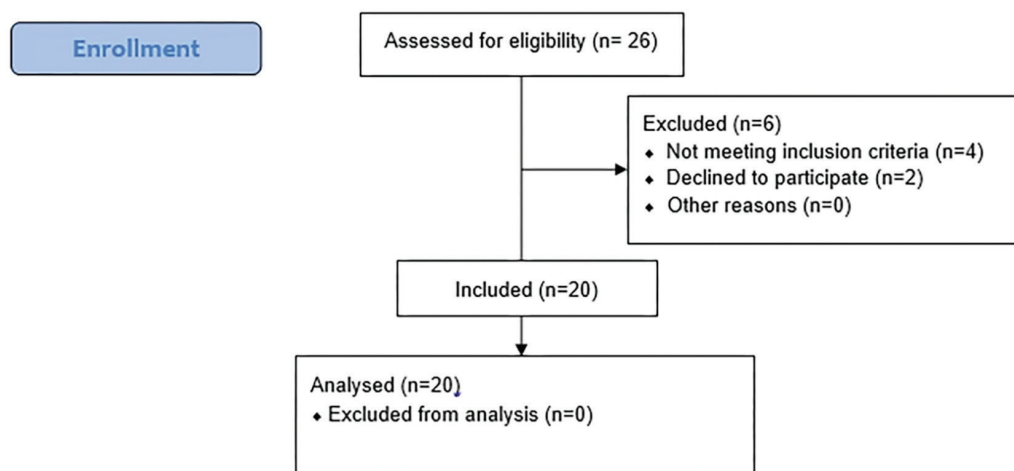 Enrollment
Assessed for eligibility (n= 26)
Excluded (n=6)
⬥ Not meeting inclusion criteria (n=4)
⬥ Declined to participate (n=2)
⬥ Other reasons (n=0)
Included (n=20)
Analysed (n=20)
⬥ Excluded from analysis (n=0)